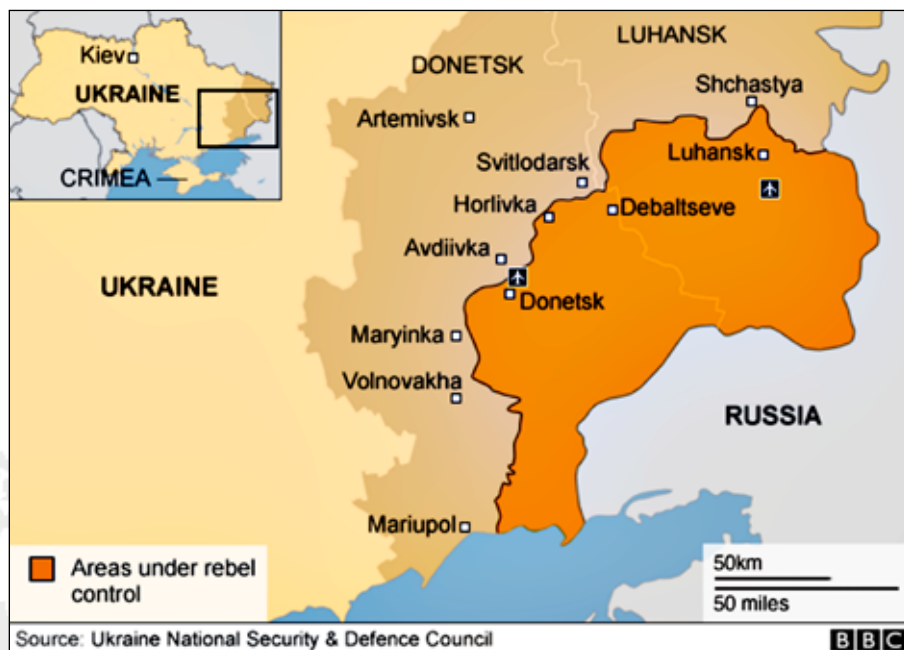 Kiev
UKRAINE
CRIMEA
DONETSK
LUHANSK
Shchastya
Artemivsk
Luhansk
Svitlodarsk
Horlivka
Debaltseve
Avdiivka
UKRAINE
Donetsk
Maryinka
Volnovakha
RUSSIA
Mariupol
Areas under rebel
control
50km
50 miles
Source: Ukraine National Security & Defence Council
BBC